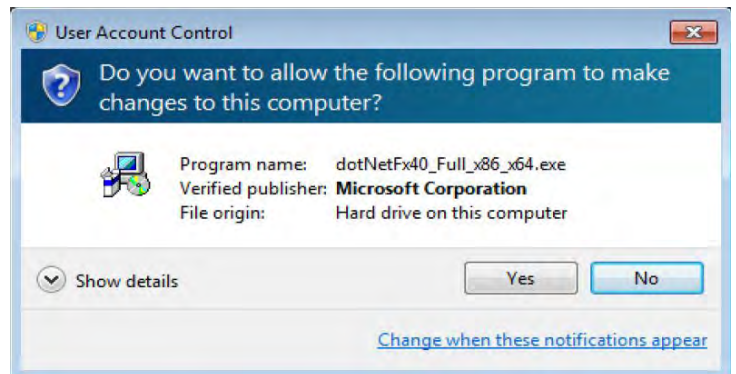 User Account Control
Do you want to allow the following program to make
changes to this computer?
Program name: dotNetFx40_Full_x86_x64.exe
Verified publisher: Microsoft Corporation
File origin: Hard drive on this computer
Show details
Yes
No
Change when these notifications appear